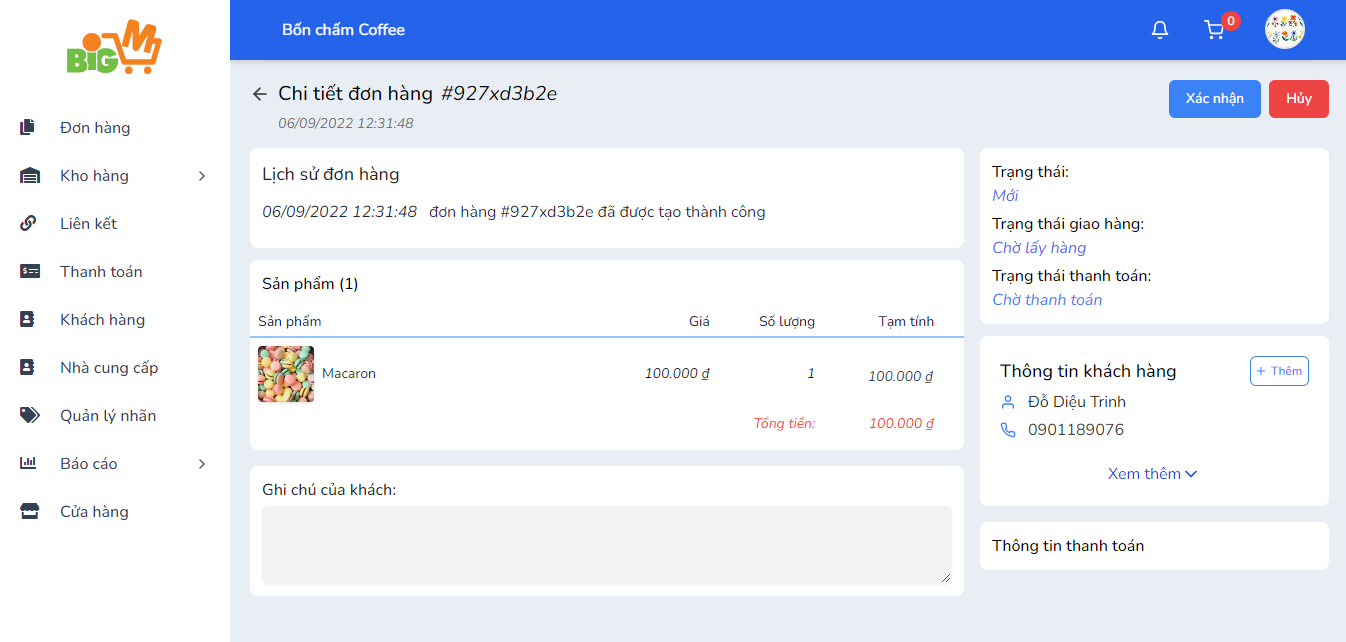 BIG M
Bốn chấm Coffee
0
Đơn hàng
Kho hàng
Liên kết
Thanh toán
Khách hàng
Nhà cung cấp
Quản lý nhãn
Báo cáo
Cửa hàng
Chi tiết đơn hàng #927xd3b2e
06/09/2022 12:31:48
Xác nhận
Hủy
Lịch sử đơn hàng
06/09/2022 12:31:48 đơn hàng #927xd3b2e đã được tạo thành công
Sản phẩm (1)
Sản phẩm Giá Số lượng Tạm tính
Macaron 100.000 ₫ 1 100.000 ₫
Tổng tiền: 100.000 ₫
Ghi chú của khách:
Trạng thái:
Mới
Trạng thái giao hàng:
Chờ lấy hàng
Trạng thái thanh toán:
Chờ thanh toán
Thông tin khách hàng
+ Thêm
Đỗ Diệu Trinh
0901189076
Xem thêm
Thông tin thanh toán